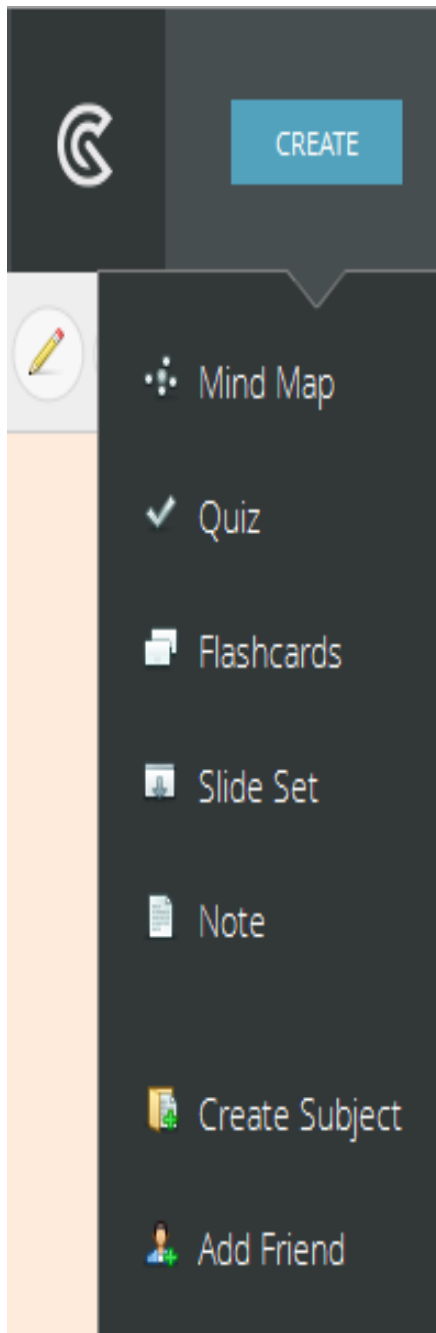 CREATE
Mind Map
Quiz
Flashcards
Slide Set
Note
Create Subject
Add Friend